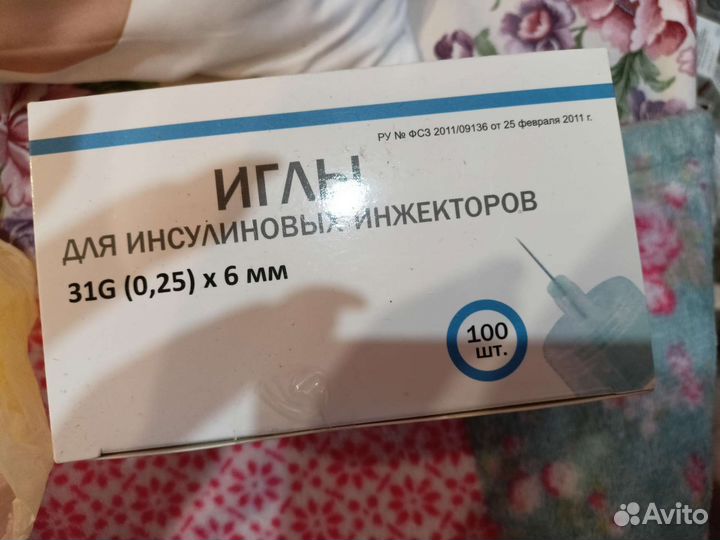 РУ № ФСЗ 2011/09136 от 25 февраля 2011 г.
ИГЛЫ
ДЛЯ ИНСУЛИНОВЫХ ИНЖЕКТОРОВ
31G (0,25) x 6 мм
100
шт.
Avito